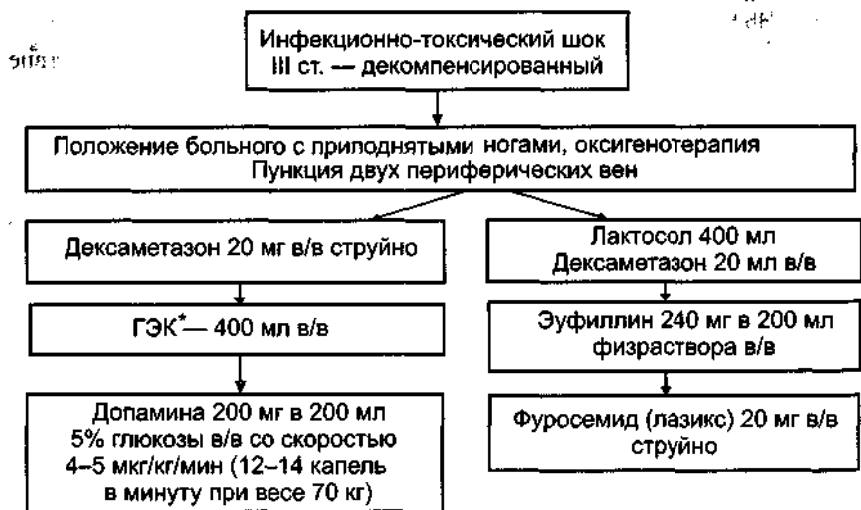 Инфекционно-токсический шок
III ст. — декомпенсированный
Положение больного с приподнятыми ногами, оксигенотерапия
Пункция двух периферических вен
Дексаметазон 20 мг в/в струйно
ГЭК*— 400 мл в/в
Допамина 200 мг в 200 мл
5% глюкозы в/в со скоростью
4–5 мкг/кг/мин (12–14 капель
в минуту при весе 70 кг)
Лактосол 400 мл
Дексаметазон 20 мл в/в
Эуфиллин 240 мг в 200 мл
физраствора в/в
Фуросемид (лазикс) 20 мг в/в
струйно